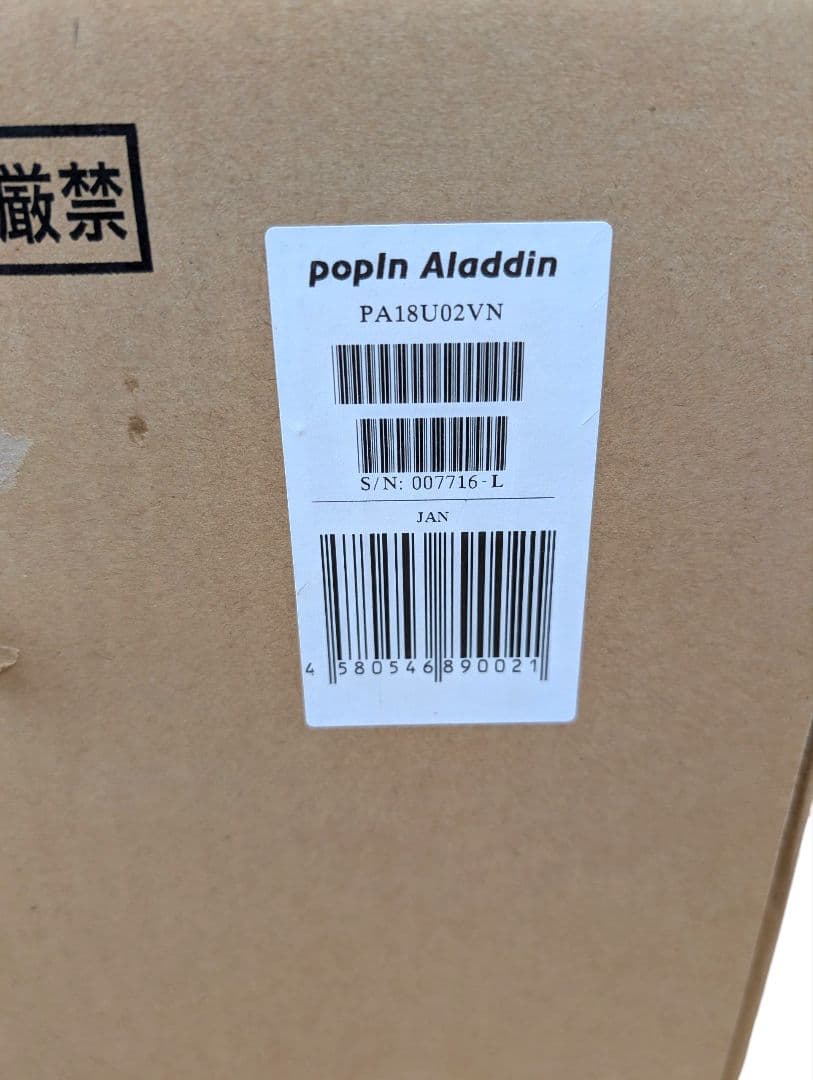 厳禁
popIn Aladdin
PA18U02VN
S/N: 007716-L
JAN
4 580546 890021